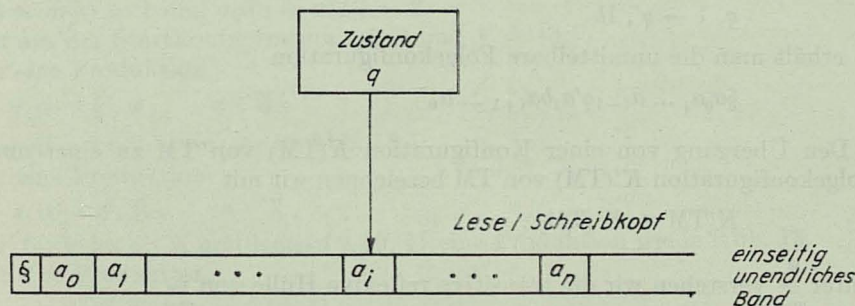 Zustand
q
Lese / Schreibkopf
§ a₀ a₁ ... aᵢ ... aₙ
einseitig
unendliches
Band